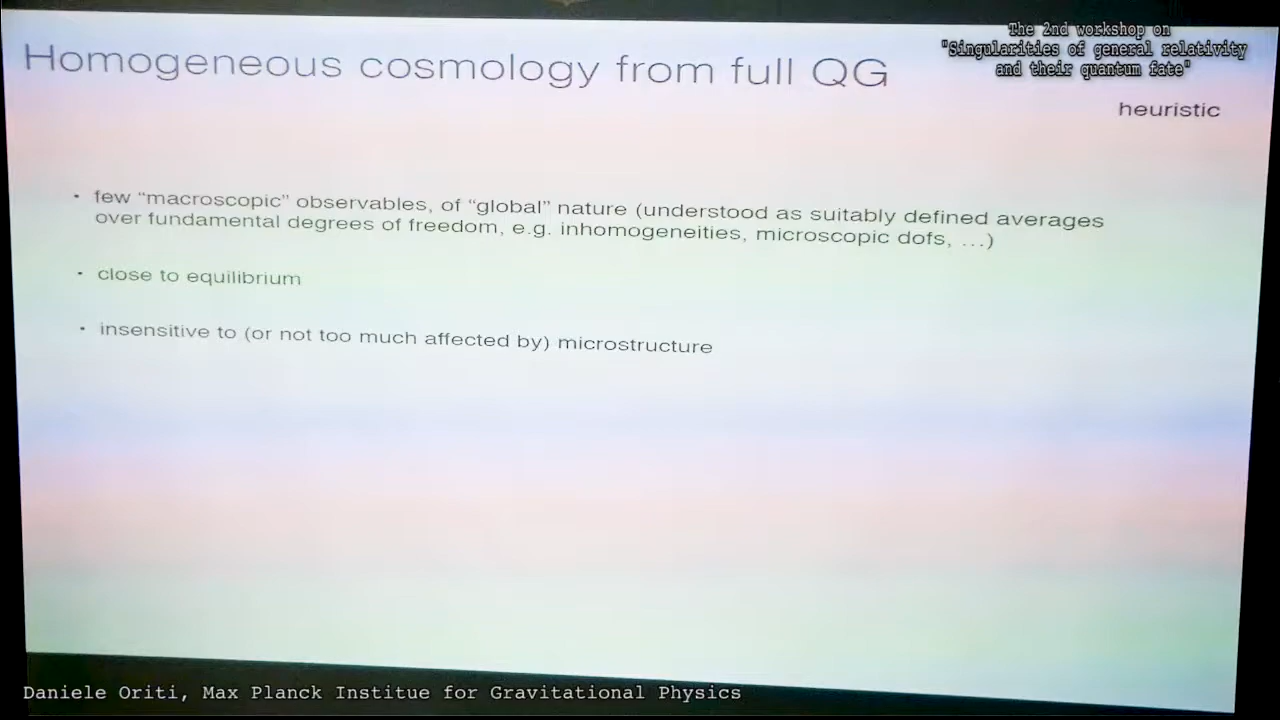 Homogeneous cosmology from full QG
The 2nd workshop on
"Singularities of general relativity
and their quantum fate"
heuristic
• few “macroscopic” observables, of “global” nature (understood as suitably defined averages
over fundamental degrees of freedom, e.g. inhomogeneities, microscopic dofs, ...)
• close to equilibrium
• insensitive to (or not too much affected by) microstructure
Daniele Oriti, Max Planck Institue for Gravitational Physics